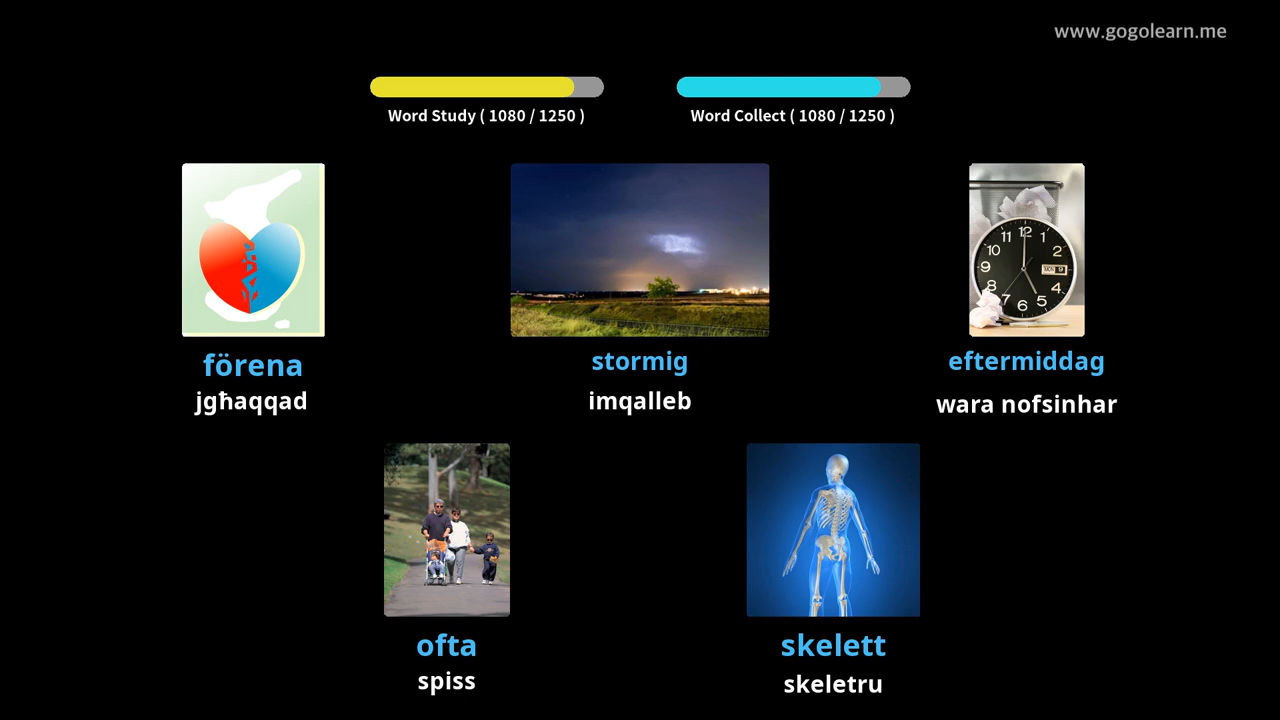 www.gogolearn.me
Word Study ( 1080 / 1250 )
Word Collect ( 1080 / 1250 )
förena
jgħaqqad
stormig
imqalleb
eftermiddag
wara nofsinhar
ofta
spiss
skelett
skeletru